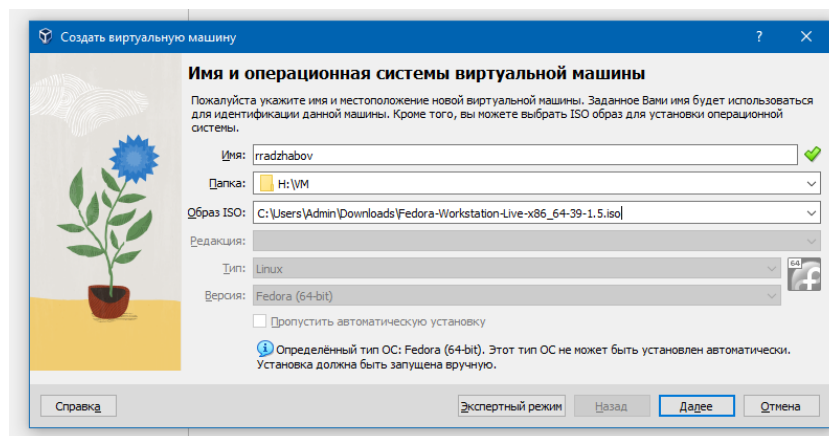 Создать виртуальную машину
Имя и операционная системы виртуальной машины
Пожалуйста укажите имя и местоположение новой виртуальной машины. Заданное Вами имя будет использоваться
для идентификации данной машины. Кроме того, вы можете выбрать ISO образ для установки операционной
системы.
Имя: rradzhabov
Папка: H:\VM
Образ ISO: C:\Users\Admin\Downloads\Fedora-Workstation-Live-x86_64-39-1.5.iso
Редакция:
Тип: Linux
64
Версия: Fedora (64-bit)
Пропустить автоматическую установку
Определённый тип ОС: Fedora (64-bit). Этот тип ОС не может быть установлен автоматически.
Установка должна быть запущена вручную.
Справка Экспертный режим Назад Далее Отмена